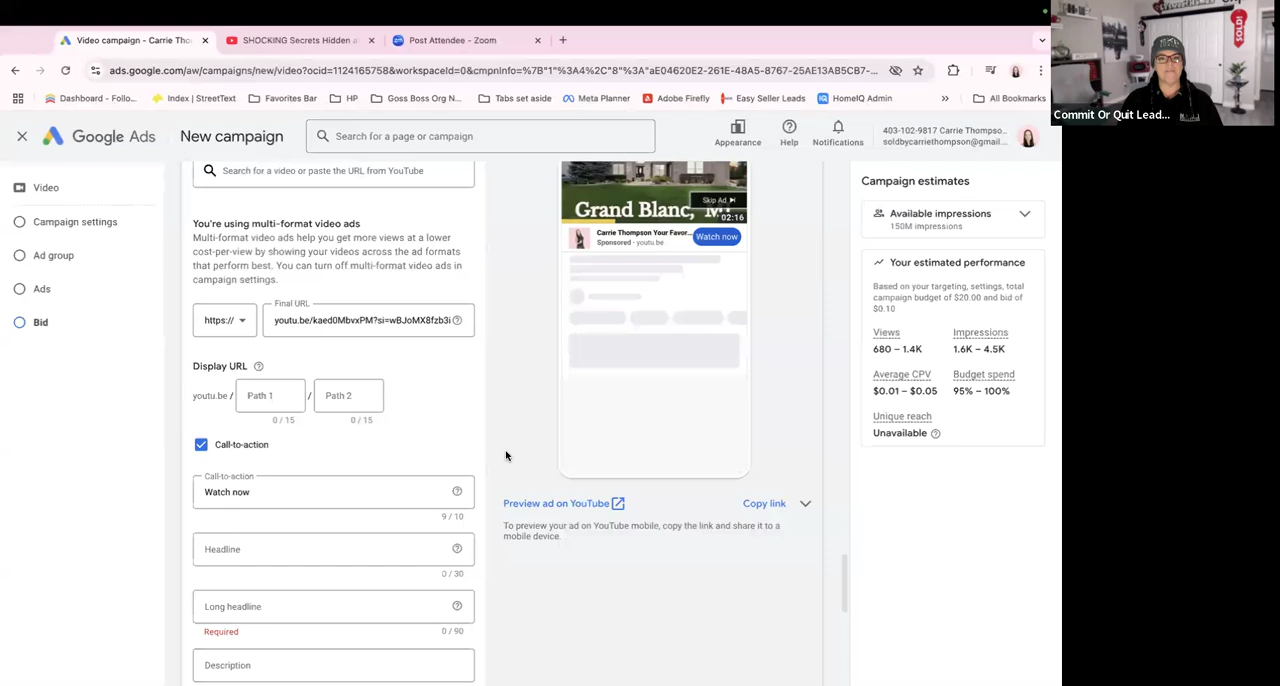 Video campaign - Carrie Tho
SHOCKING Secrets Hidden
Post Attendee - Zoom
ads.google.com/aw/campaigns/new/video?ocid=1124165758&workspaceId=0&cmpnInfo=%7B"1"%3A4%2C"8"%3A"aE04620E2-261E-48A5-8767-25AE13AB5CB7-...
Dashboard - Follo...
Index | StreetText
Favorites Bar
HP
Goss Boss Org N...
Tabs set aside
Meta Planner
Adobe Firefly
Easy Seller Leads
HomeIQ Admin
»
All Bookmarks
Commit Or Quit Lead...
SOLD!
Google Ads
New campaign
Search for a page or campaign
Appearance
Help
Notifications
403-102-9817 Carrie Thompso...
soldbycarriethompson@gmail....
Video
Campaign settings
Ad group
Ads
Bid
Search for a video or paste the URL from YouTube
You're using multi-format video ads
Multi-format video ads help you get more views at a lower
cost-per-view by showing your videos across the ad formats
that perform best. You can turn off multi-format video ads in
campaign settings.
https://
Final URL
youtu.be/kaed0MbvxPM?si=wBJoMX8fzb3i
Display URL
youtu.be /
Path 1
/
Path 2
0 / 15
0 / 15
Call-to-action
Call-to-action
Watch now
9 / 10
Headline
0 / 30
Long headline
Required
0 / 90
Description
Skip Ad
Grand Blanc, M
02:16
Carrie Thompson Your Favor...
Sponsored · youtu.be
Watch now
Preview ad on YouTube
Copy link
To preview your ad on YouTube mobile, copy the link and share it to a
mobile device.
Campaign estimates
Available impressions
150M impressions
Your estimated performance
Based on your targeting, settings, total
campaign budget of $20.00 and bid of
$0.10
Views
Impressions
680 – 1.4K
1.6K – 4.5K
Average CPV
Budget spend
$0.01 – $0.05
95% – 100%
Unique reach
Unavailable